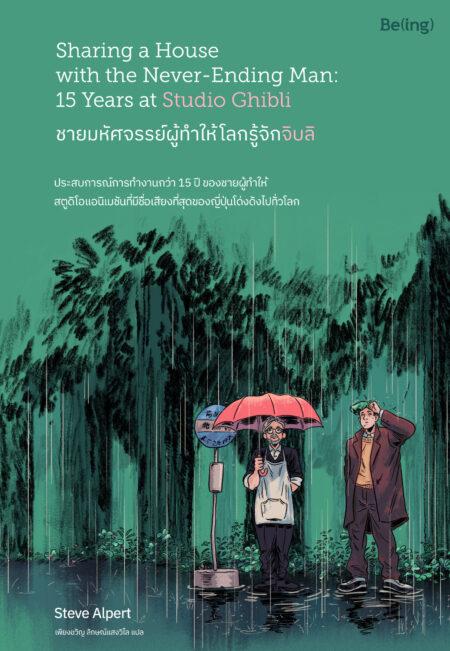 Be(ing)
Sharing a House
with the Never-Ending Man:
15 Years at Studio Ghibli
ชายมหัศจรรย์ผู้ทำให้โลกรู้จักจิบลิ
ประสบการณ์การทำงานกว่า 15 ปี ของชายผู้ทำให้
สตูดิโอแอนิเมชันที่มีชื่อเสียงที่สุดของญี่ปุ่นโด่งดังไปทั่วโลก
Steve Alpert
เพียงขวัญ ลักษณ์แสงวิไล แปล